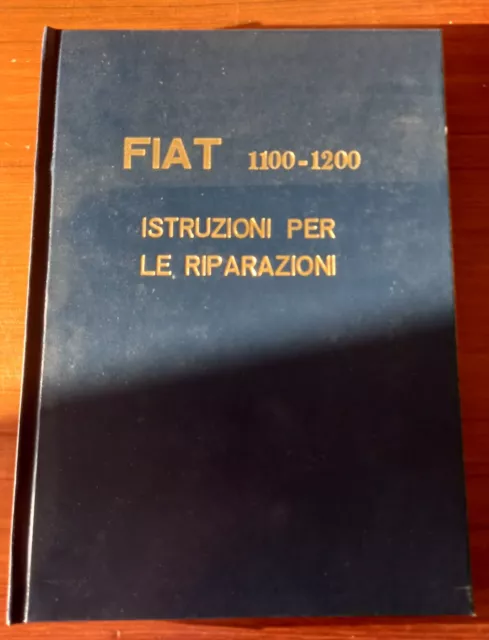 FIAT 1100-1200
ISTRUZIONI PER
LE RIPARAZIONI